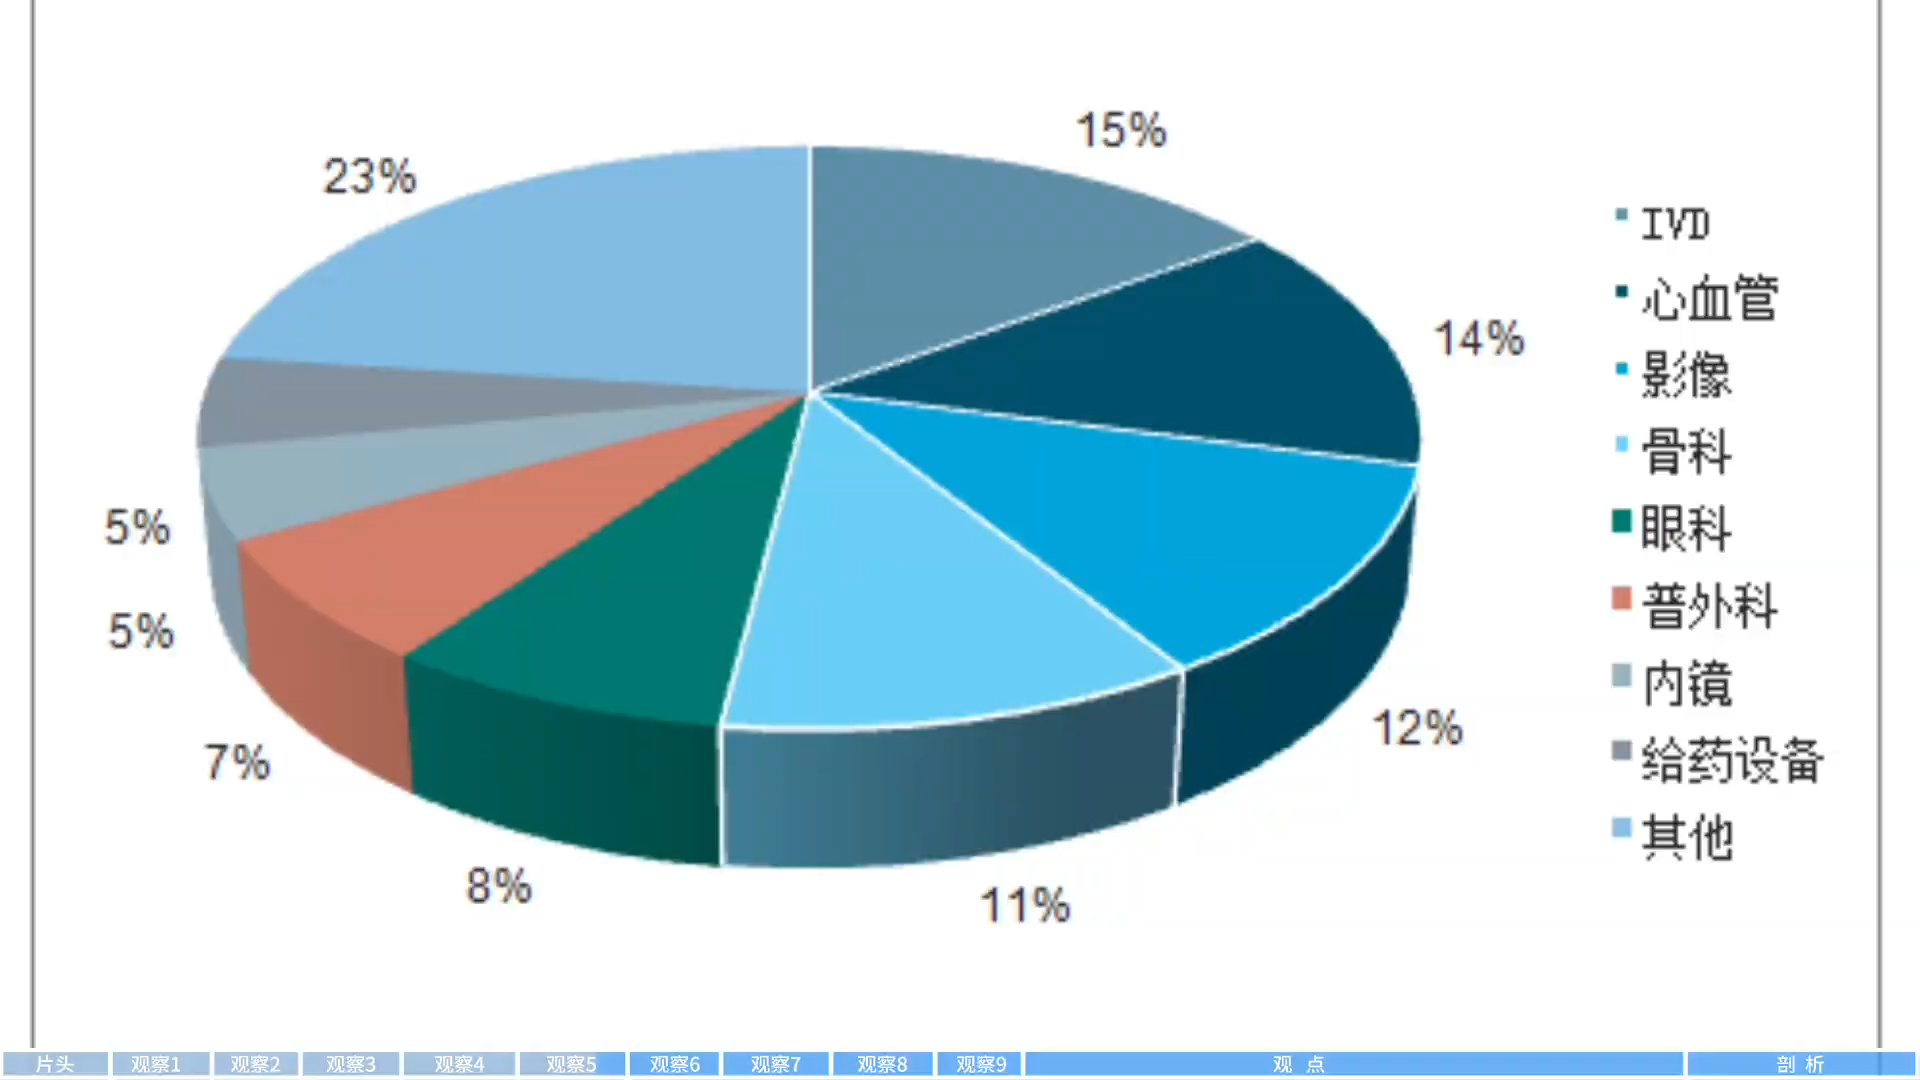 15%
23%
14%
5%
5%
7%
8%
11%
12%
IVD
心血管
影像
骨科
眼科
普外科
内镜
给药设备
其他
片头 观察1 观察2 观察3 观察4 观察5 观察6 观察7 观察8 观察9 观 点 剖 析